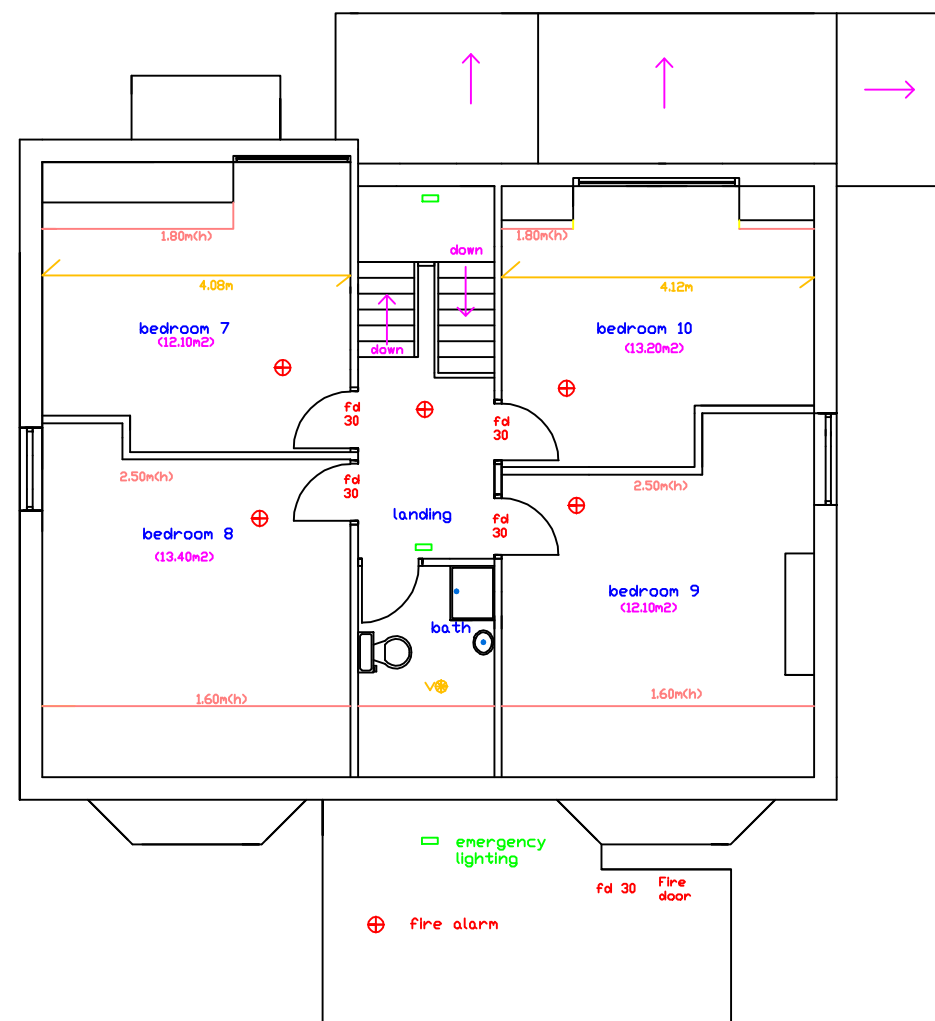 1.80m(h)
1.80m(h)
down
4.08m
4.12m
bedroom 7
(12.10m2)
bedroom 10
(13.20m2)
down
fd
30
fd
30
2.50m(h)
fd
30
2.50m(h)
landing
fd
30
bedroom 8
(13.40m2)
bedroom 9
(12.10m2)
bath
v
1.60m(h)
1.60m(h)
emergency
lighting
fd 30
Fire
door
fire alarm